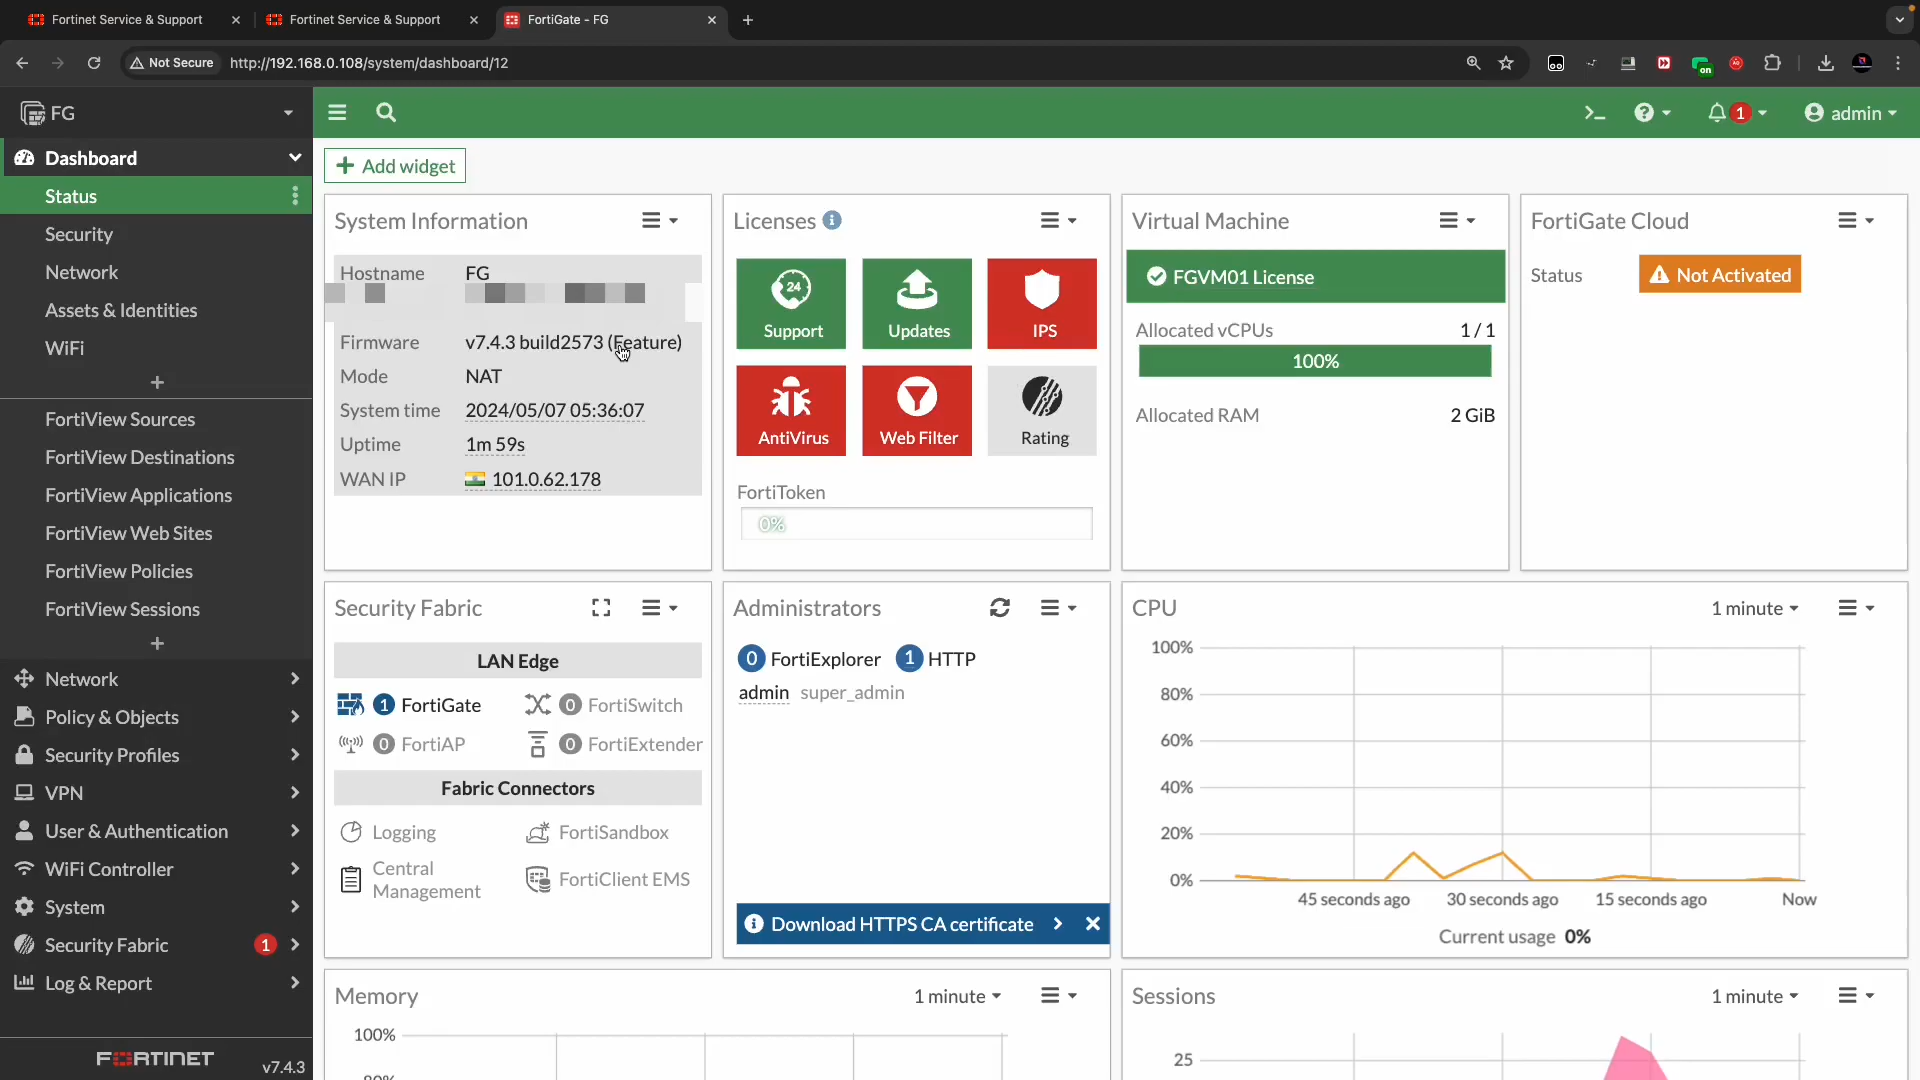 Fortinet Service & Support
Fortinet Service & Support
FortiGate - FG
Not Secure
http://192.168.0.108/system/dashboard/12
on
FG
1
admin
Dashboard
Status
Security
Network
Assets & Identities
WiFi
FortiView Sources
FortiView Destinations
FortiView Applications
FortiView Web Sites
FortiView Policies
FortiView Sessions
Network
Policy & Objects
Security Profiles
VPN
User & Authentication
WiFi Controller
System
Security Fabric 1
Log & Report
FORTINET
v7.4.3
Add widget
System Information
Hostname FG
Firmware v7.4.3 build2573 (Feature)
Mode NAT
System time 2024/05/07 05:36:07
Uptime 1m 59s
WAN IP 101.0.62.178
Licenses
24
Support
Updates
IPS
AntiVirus
Web Filter
Rating
FortiToken
0%
Virtual Machine
FGVM01 License
Allocated vCPUs 1 / 1
100%
Allocated RAM 2 GiB
FortiGate Cloud
Status Not Activated
Security Fabric
LAN Edge
1 FortiGate
0 FortiSwitch
0 FortiAP
0 FortiExtender
Fabric Connectors
Logging
FortiSandbox
Central
Management
FortiClient EMS
Administrators
0 FortiExplorer 1 HTTP
admin super_admin
Download HTTPS CA certificate
CPU
1 minute
100%
80%
60%
40%
20%
0%
45 seconds ago 30 seconds ago 15 seconds ago Now
Current usage 0%
Memory
1 minute
100%
Sessions
1 minute
25